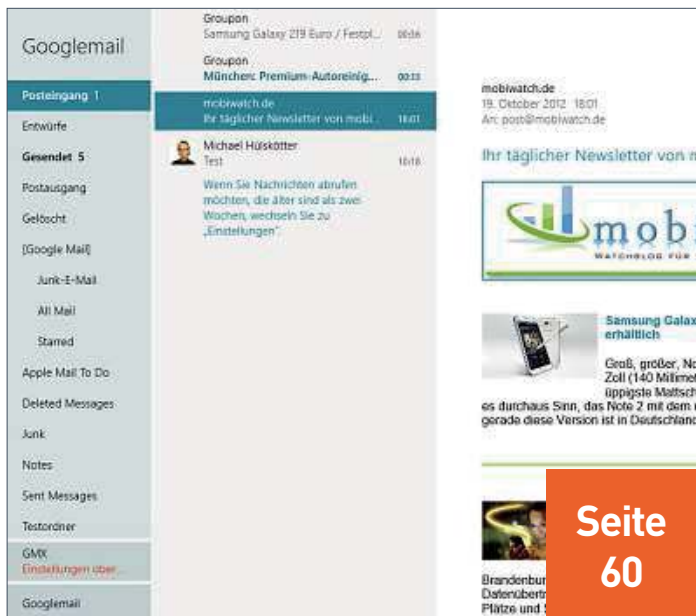 Googlemail
Posteingang 1
Entwürfe
Gesendet 5
Postausgang
Gelöscht
[Google Mail]
Junk-E-Mail
All Mail
Starred
Apple Mail To Do
Deleted Messages
Junk
Notes
Sent Messages
Testordner
GMX
Einstellungen über...
Googlemail
Groupon
Samsung Galaxy 219 Euro / Festpl...
Groupon
München: Premium-Autoreinig...
mobiwatch.de
Ihr täglicher Newsletter von mobi...
18:01
Michael Hülskötter
Test
Wenn Sie Nachrichten abrufen
möchten, die älter sind als zwei
Wochen, wechseln Sie zu
„Einstellungen".
mobiwatch.de
19. Oktober 2012 18:01
An: post@mobiwatch.de
Ihr täglicher Newsletter von m
mobi
WATCHBLOG FÜR
Samsung Galax
erhältlich
Groß, größer, No
Zoll (140 Millimet
üppigste Mattsch
es durchaus Sinn, das Note 2 mit dem
gerade diese Version ist in Deutschland
Brandenbur
Datenübertr
Plätze und
Seite
60